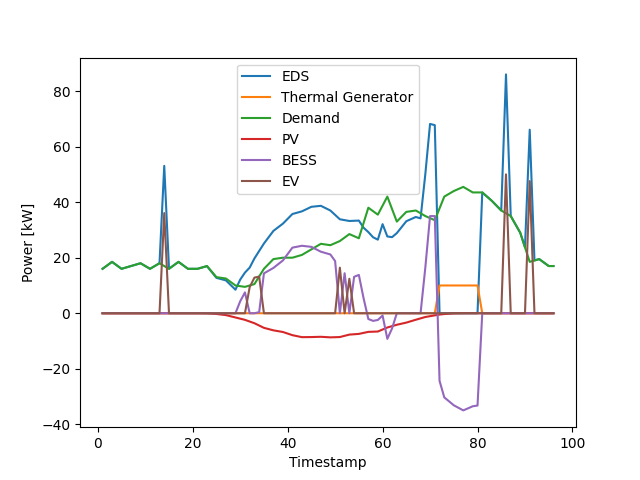 EDS
Thermal Generator
Demand
PV
BESS
EV
80
60
40
20
0
−20
−40
Power [kW]
0 20 40 60 80 100
Timestamp